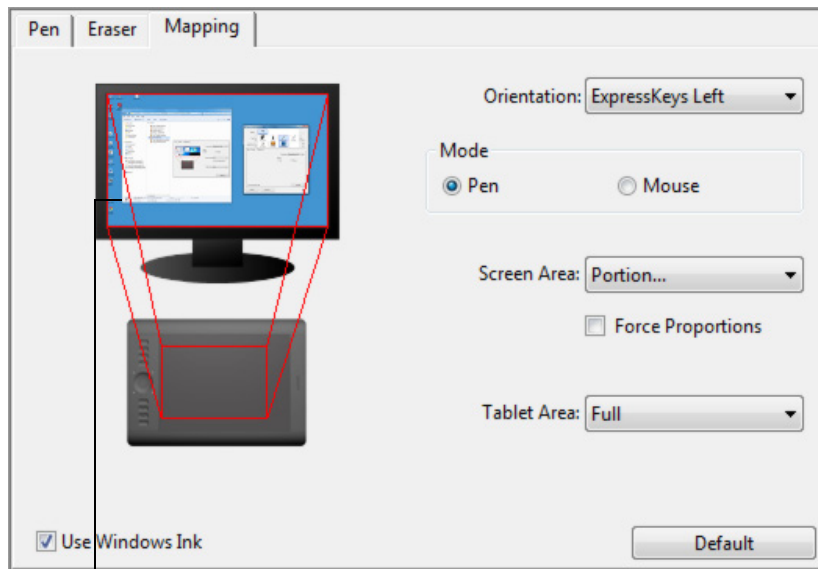 Pen Eraser Mapping
Orientation: ExpressKeys Left
Mode
Pen Mouse
Screen Area: Portion...
Force Proportions
Tablet Area: Full
Use Windows Ink
Default